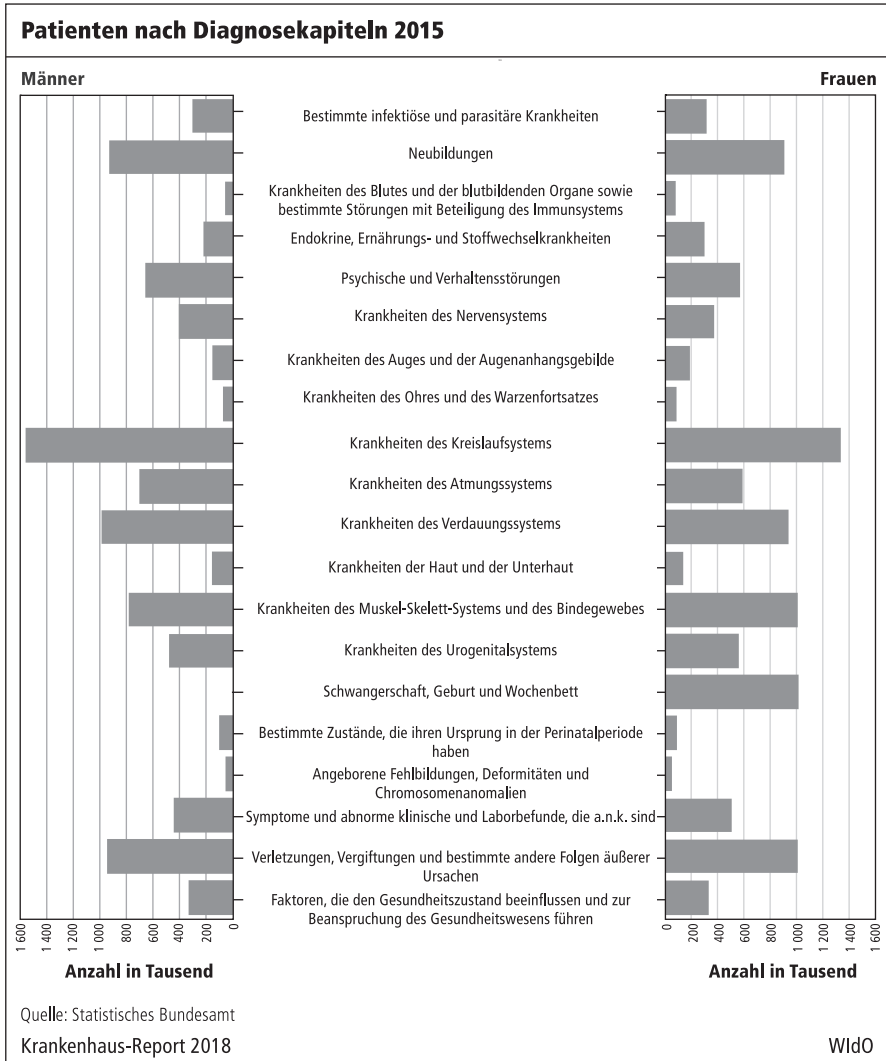 Patienten nach Diagnosekapiteln 2015
Männer
Frauen
Bestimmte infektiöse und parasitäre Krankheiten
Neubildungen
Krankheiten des Blutes und der blutbildenden Organe sowie
bestimmte Störungen mit Beteiligung des Immunsystems
Endokrine, Ernährungs- und Stoffwechselkrankheiten
Psychische und Verhaltensstörungen
Krankheiten des Nervensystems
Krankheiten des Auges und der Augenanhangsgebilde
Krankheiten des Ohres und des Warzenfortsatzes
Krankheiten des Kreislaufsystems
Krankheiten des Atmungssystems
Krankheiten des Verdauungssystems
Krankheiten der Haut und der Unterhaut
Krankheiten des Muskel-Skelett-Systems und des Bindegewebes
Krankheiten des Urogenitalsystems
Schwangerschaft, Geburt und Wochenbett
Bestimmte Zustände, die ihren Ursprung in der Perinatalperiode
haben
Angeborene Fehlbildungen, Deformitäten und
Chromosomenanomalien
Symptome und abnorme klinische und Laborbefunde, die a.n.k. sind
Verletzungen, Vergiftungen und bestimmte andere Folgen äußerer
Ursachen
Faktoren, die den Gesundheitszustand beeinflussen und zur
Beanspruchung des Gesundheitswesens führen
1 600 1 400 1 200 1 000 800 600 400 200 0
0 200 400 600 800 1 000 1 200 1 400 1 600
Anzahl in Tausend
Anzahl in Tausend
Quelle: Statistisches Bundesamt
Krankenhaus-Report 2018
WIdO